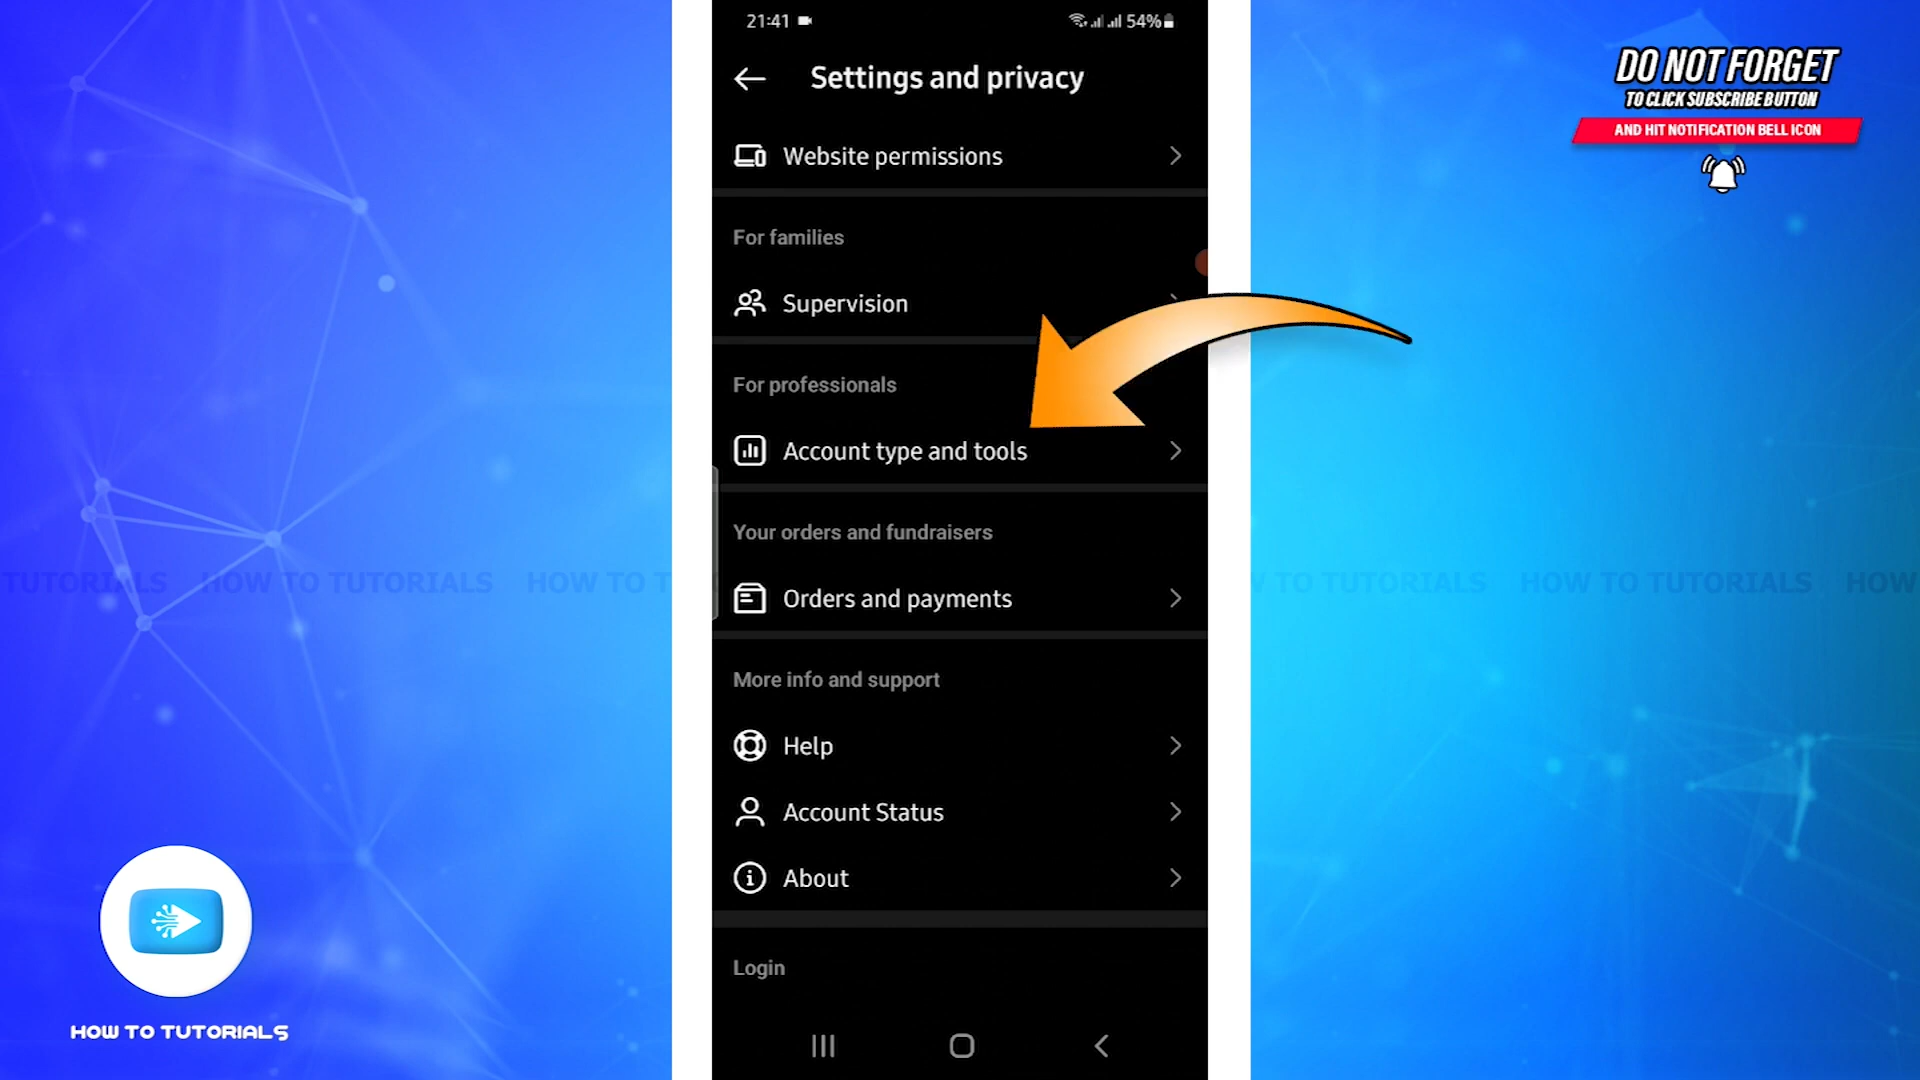 21:41
54%
Settings and privacy
Website permissions
For families
Supervision
For professionals
Account type and tools
Your orders and fundraisers
Orders and payments
More info and support
Help
Account Status
About
Login
DO NOT FORGET
TO CLICK SUBSCRIBE BUTTON
AND HIT NOTIFICATION BELL ICON
TUTORIALS HOW TO TUTORIALS HOW TO T
TO TUTORIALS HOW TO TUTORIALS HOW
HOW TO TUTORIALS